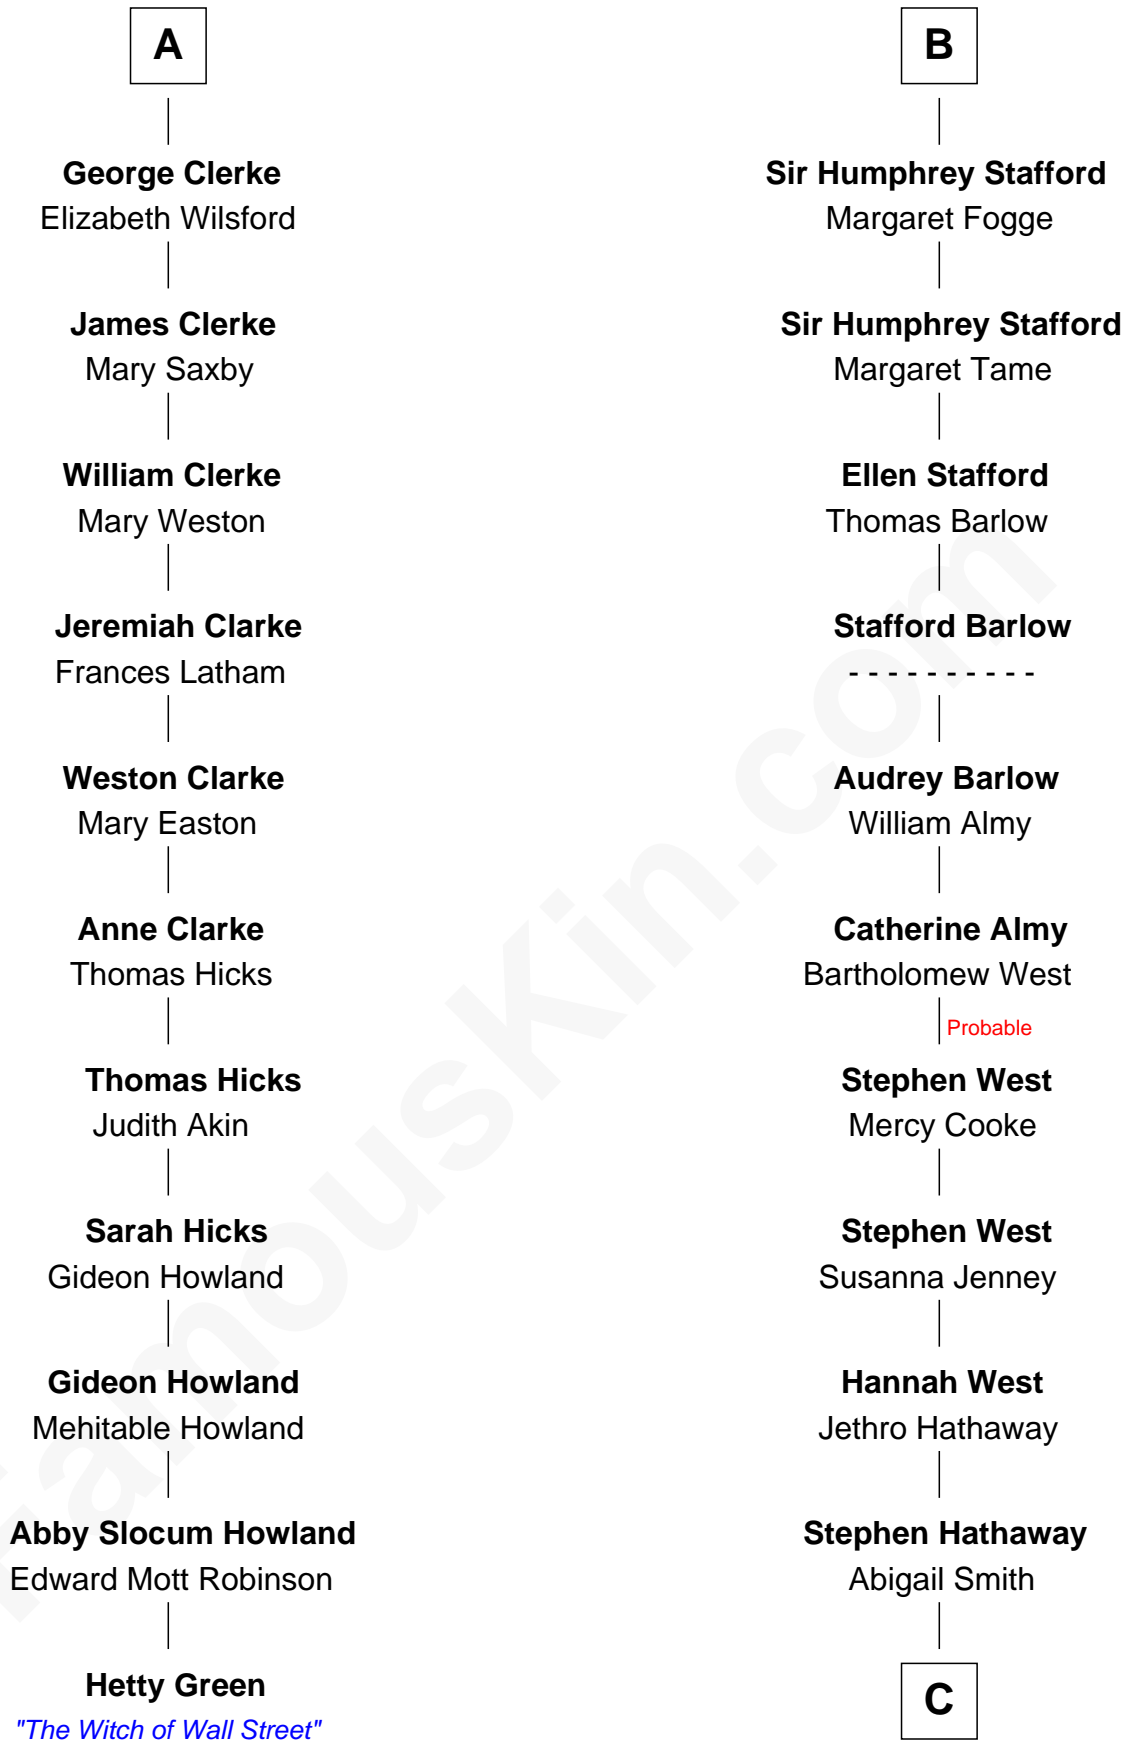 A
George Clerke
Elizabeth Wilsford
James Clerke
Mary Saxby
William Clerke
Mary Weston
Jeremiah Clarke
Frances Latham
Weston Clarke
Mary Easton
Anne Clarke
Thomas Hicks
Thomas Hicks
Judith Akin
Sarah Hicks
Gideon Howland
Gideon Howland
Mehitable Howland
Abby Slocum Howland
Edward Mott Robinson
Hetty Green
"The Witch of Wall Street"
B
Sir Humphrey Stafford
Margaret Fogge
Sir Humphrey Stafford
Margaret Tame
Ellen Stafford
Thomas Barlow
Stafford Barlow
- - - - - - - - - -
Audrey Barlow
William Almy
Catherine Almy
Bartholomew West
Probable
Stephen West
Mercy Cooke
Stephen West
Susanna Jenney
Hannah West
Jethro Hathaway
Stephen Hathaway
Abigail Smith
C
FamousKin.com